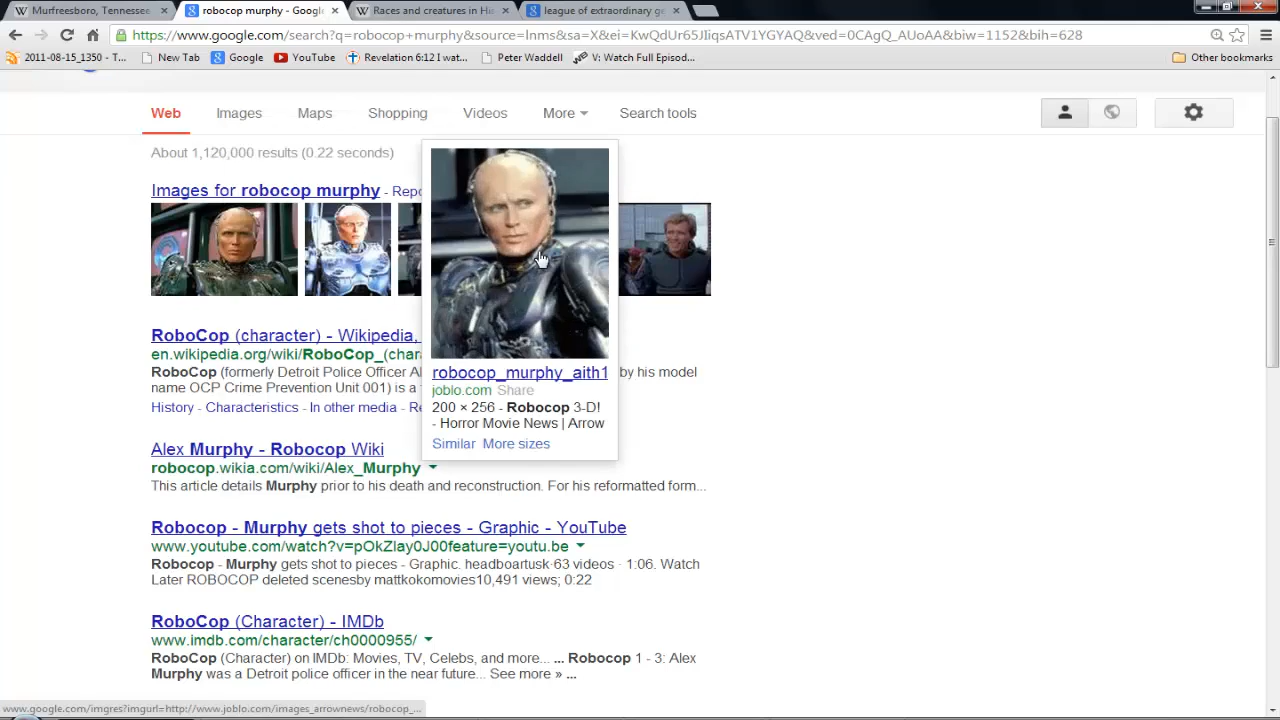 Murfreesboro, Tennessee
robocop murphy - Google
Races and creatures in Hi
league of extraordinary ge
https://www.google.com/search?q=robocop+murphy&source=lnms&sa=X&ei=KwQdUr65JIiqsATV1YGYAQ&ved=0CAgQ_AUoAA&biw=1152&bih=628
2011-08-15_1350 - T...
New Tab
Google
YouTube
Revelation 6:12 I wat...
Peter Waddell
V: Watch Full Episod...
Other bookmarks
Web
Images
Maps
Shopping
Videos
More
Search tools
About 1,120,000 results (0.22 seconds)
Images for robocop murphy - Repo
robocop_murphy_aith1
joblo.com Share
200 × 256 - Robocop 3-D!
- Horror Movie News | Arrow
Similar More sizes
RoboCop (character) - Wikipedia,
en.wikipedia.org/wiki/RoboCop_(chara
RoboCop (formerly Detroit Police Officer Al by his model
name OCP Crime Prevention Unit 001) is a
History - Characteristics - In other media - Re
Alex Murphy - Robocop Wiki
robocop.wikia.com/wiki/Alex_Murphy
This article details Murphy prior to his death and reconstruction. For his reformatted form...
Robocop - Murphy gets shot to pieces - Graphic - YouTube
www.youtube.com/watch?v=pOkZlay0J00feature=youtu.be
Robocop - Murphy gets shot to pieces - Graphic. headboartusk·63 videos · 1:06. Watch
Later ROBOCOP deleted scenesby mattkokomovies10,491 views; 0:22
RoboCop (Character) - IMDb
www.imdb.com/character/ch0000955/
RoboCop (Character) on IMDb: Movies, TV, Celebs, and more... ... Robocop 1 - 3: Alex
Murphy was a Detroit police officer in the near future... See more » ...
www.google.com/imgres?imgurl=http://www.joblo.com/images_arrownews/robocop_...